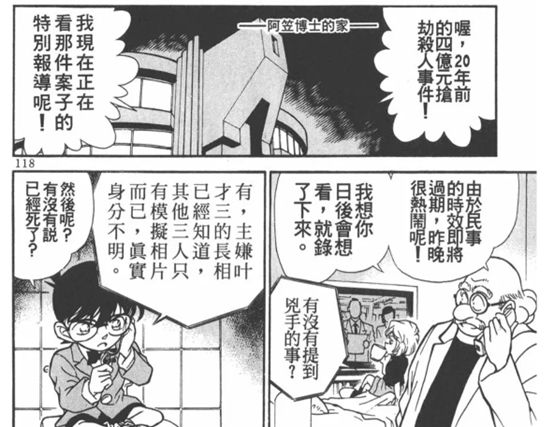 喔，20年前
的四億元搶
劫殺人事件！
阿笠博士的家
我現在正在
看那件案子的
特別報導呢！
118
由於民事
的時效即將
過期，昨晚
很熱鬧呢！
我想你
日後會想
看，就錄
了下來。
有沒有提到
兇手的事？
有，主嫌叶
才三的長相
已經知道，
其他三人只
有模擬相片
而已，眞實
身分不明。
然後呢？
有沒有說
已經死了？